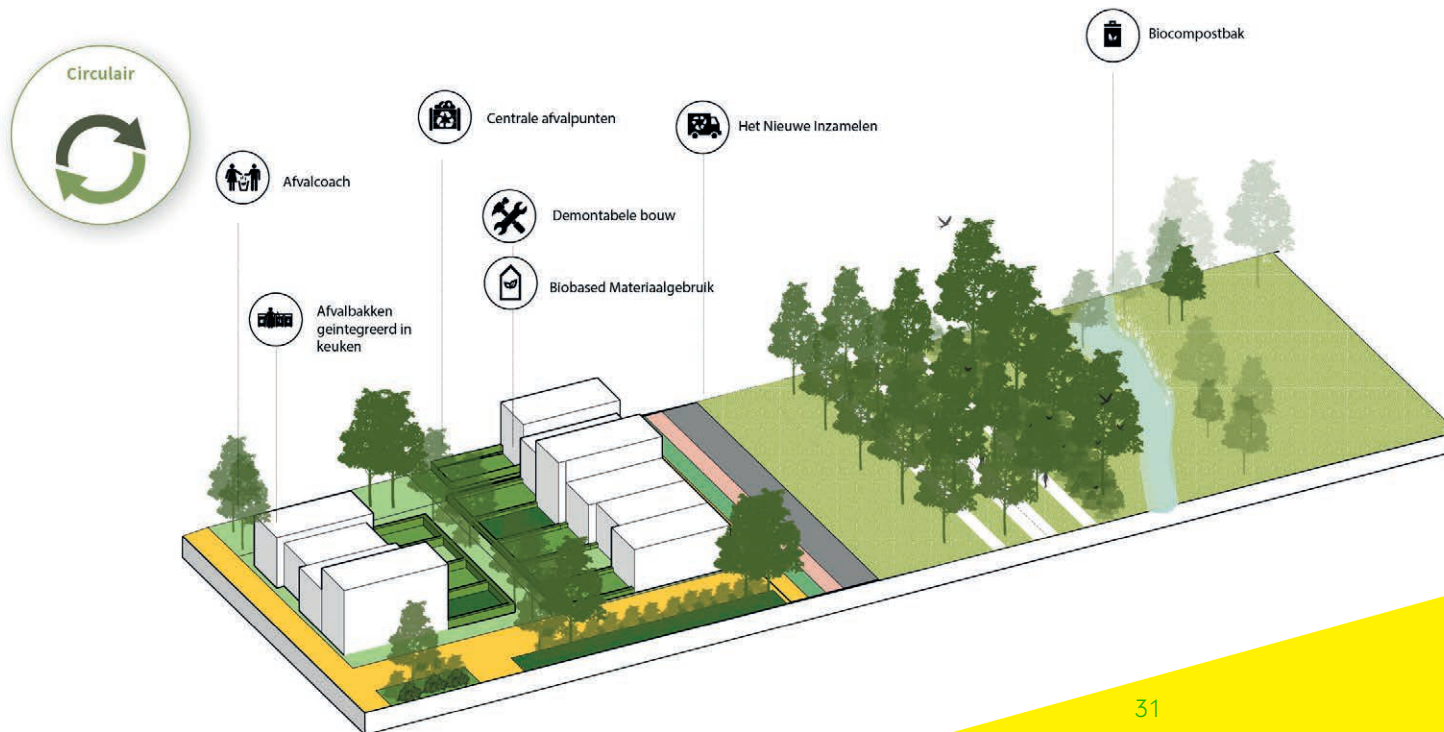 Circulair
Biocompostbak
Centrale afvalpunten
Het Nieuwe Inzamelen
Afvalcoach
Demontabele bouw
Biobased Materiaalgebruik
Afvalbakken
geintegreerd in
keuken
31